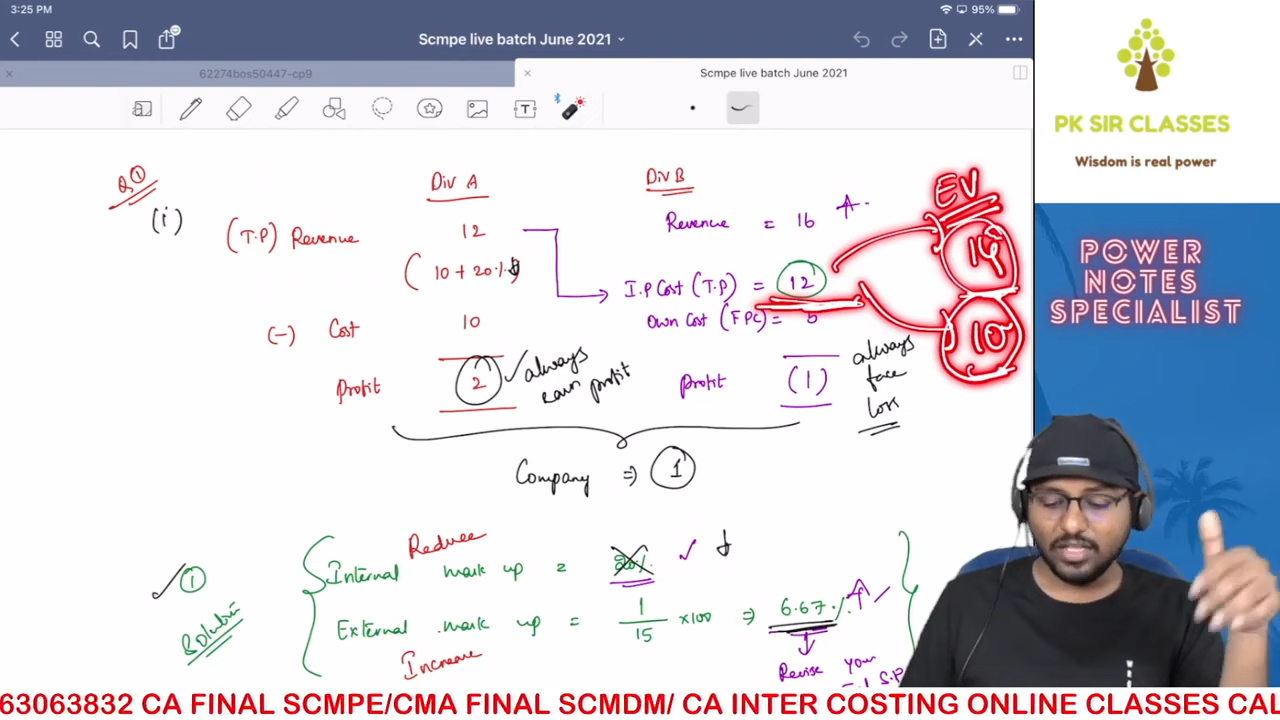 3:25 PM
95%
Scmpe live batch June 2021
62274bos50447-cp9
Scmpe live batch June 2021
PK SIR CLASSES
Wisdom is real power
POWER
NOTES
SPECIALIST
Q①
(i)
Div A
Div B
(T.P) Revenue
12
(10 + 20%)
Revenue = 16
I.P Cost (T.P) = 12
Own Cost (FPC) = 5
EV
10
(-) Cost
10
Profit
2
always
earn profit
Profit
(1)
always
face
loss
Company ⇒ 1
① Solution
Reduce
Internal mark up = 20%
External mark up = 1/15 x100 ⇒ 6.67%
Increase
Revise your
63063832 CA FINAL SCMPE/CMA FINAL SCMDM/ CA INTER COSTING ONLINE CLASSES CAL